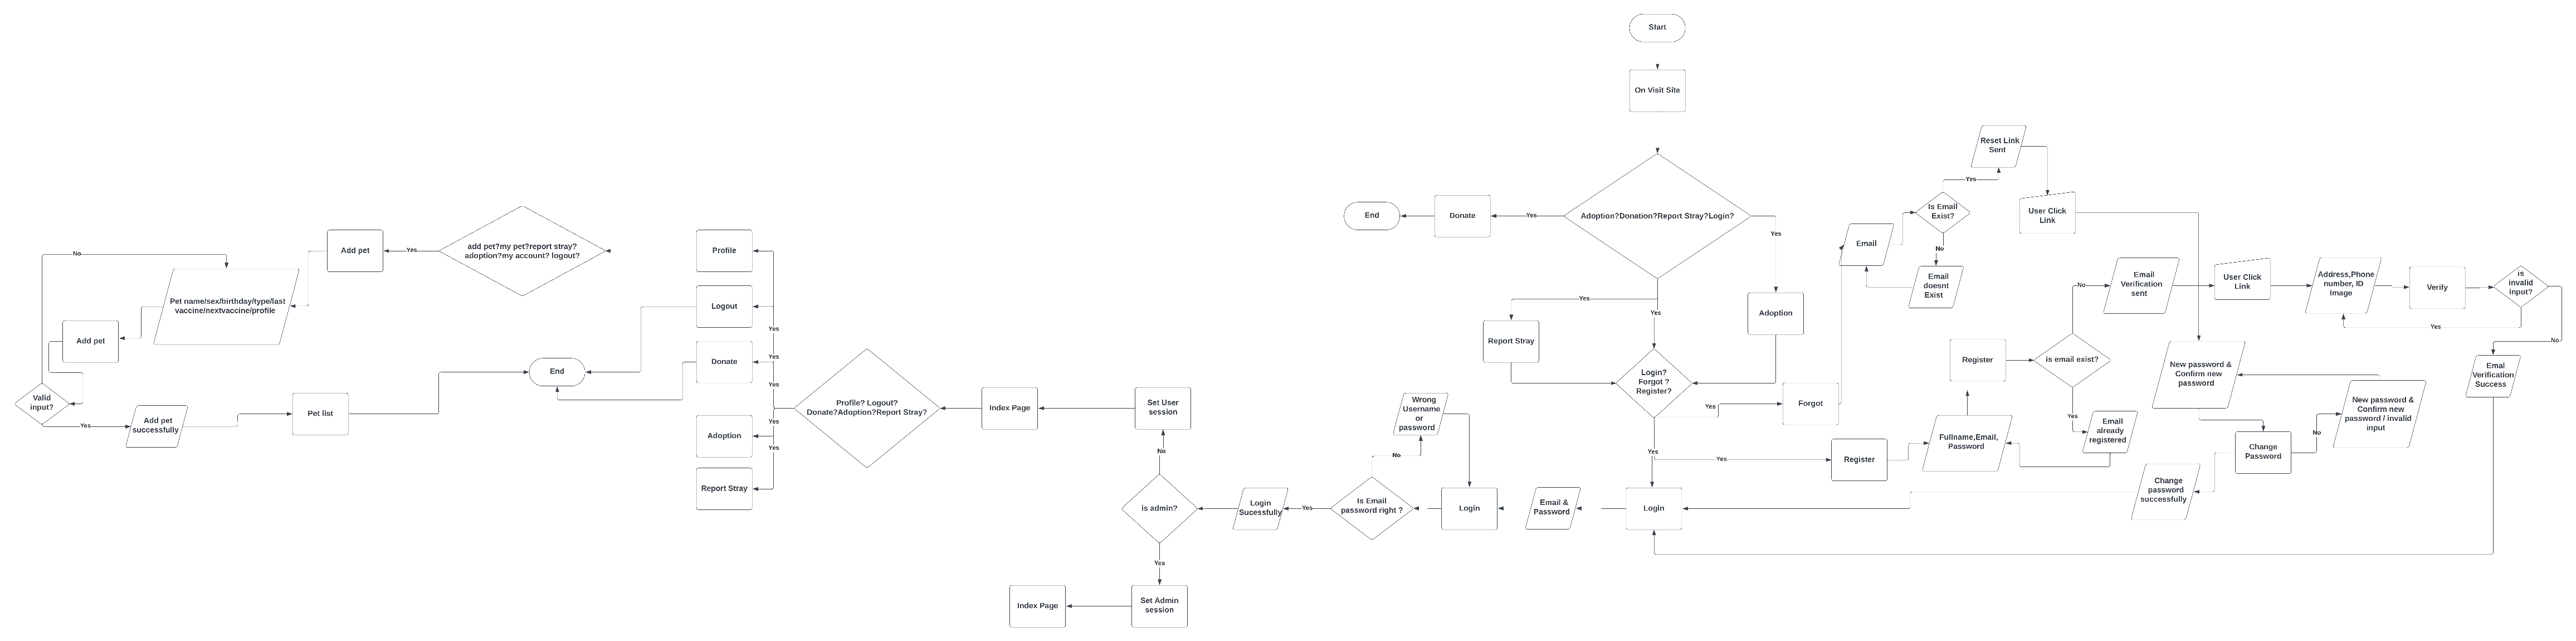 Start
On Visit Site
Adoption?Donation?Report Stray?Login?
Yes
Donate
End
Yes
Adoption
Yes
Report Stray
Yes
Login?
Forgot ?
Register?
Yes
Forgot
Email
Is Email
Exist?
Yes
Reset Link
Sent
No
Email
doesnt
Exist
User Click
Link
New password &
Confirm new
password
Change
Password
No
New password &
Confirm new
password / invalid
input
Change
password
successfully
Yes
Yes
Register
Fullname,Email,
Password
Register
is email exist?
Yes
Email
already
registered
No
Email
Verification
sent
User Click
Link
Address,Phone
number, ID
Image
Verify
is
invalid
input?
Yes
No
Emal
Verification
Success
Login
Email &
Password
Login
Is Email
password right ?
No
Wrong
Username
or
password
Yes
Login
Sucessfully
is admin?
Yes
Set Admin
session
Index Page
No
Set User
session
Index Page
Profile? Logout?
Donate?Adoption?Report Stray?
Yes
Yes
Yes
Yes
Yes
Profile
Logout
Donate
Adoption
Report Stray
End
add pet?my pet?report stray?
adoption?my account? logout?
Yes
Add pet
Pet name/sex/birthday/type/last
vaccine/nextvaccine/profile
Add pet
Valid
input?
No
Yes
Add pet
successfully
Pet list